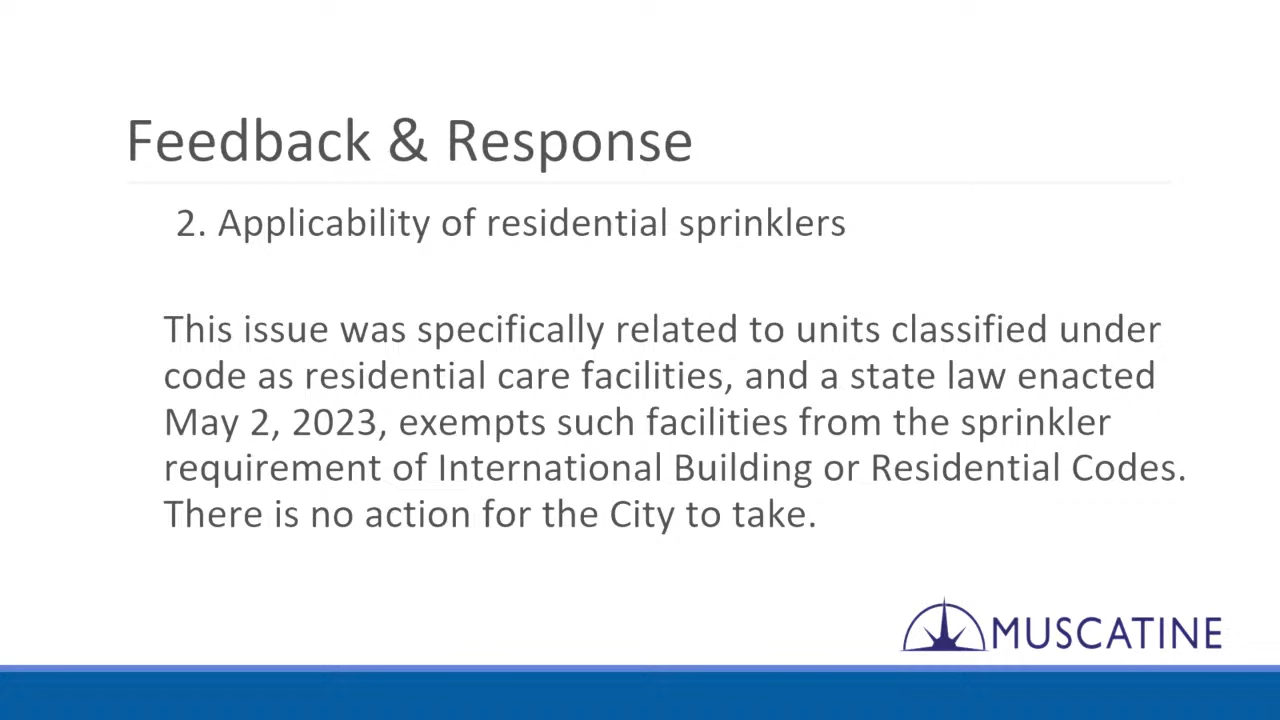 Feedback & Response
2. Applicability of residential sprinklers
This issue was specifically related to units classified under
code as residential care facilities, and a state law enacted
May 2, 2023, exempts such facilities from the sprinkler
requirement of International Building or Residential Codes.
There is no action for the City to take.
MUSCATINE